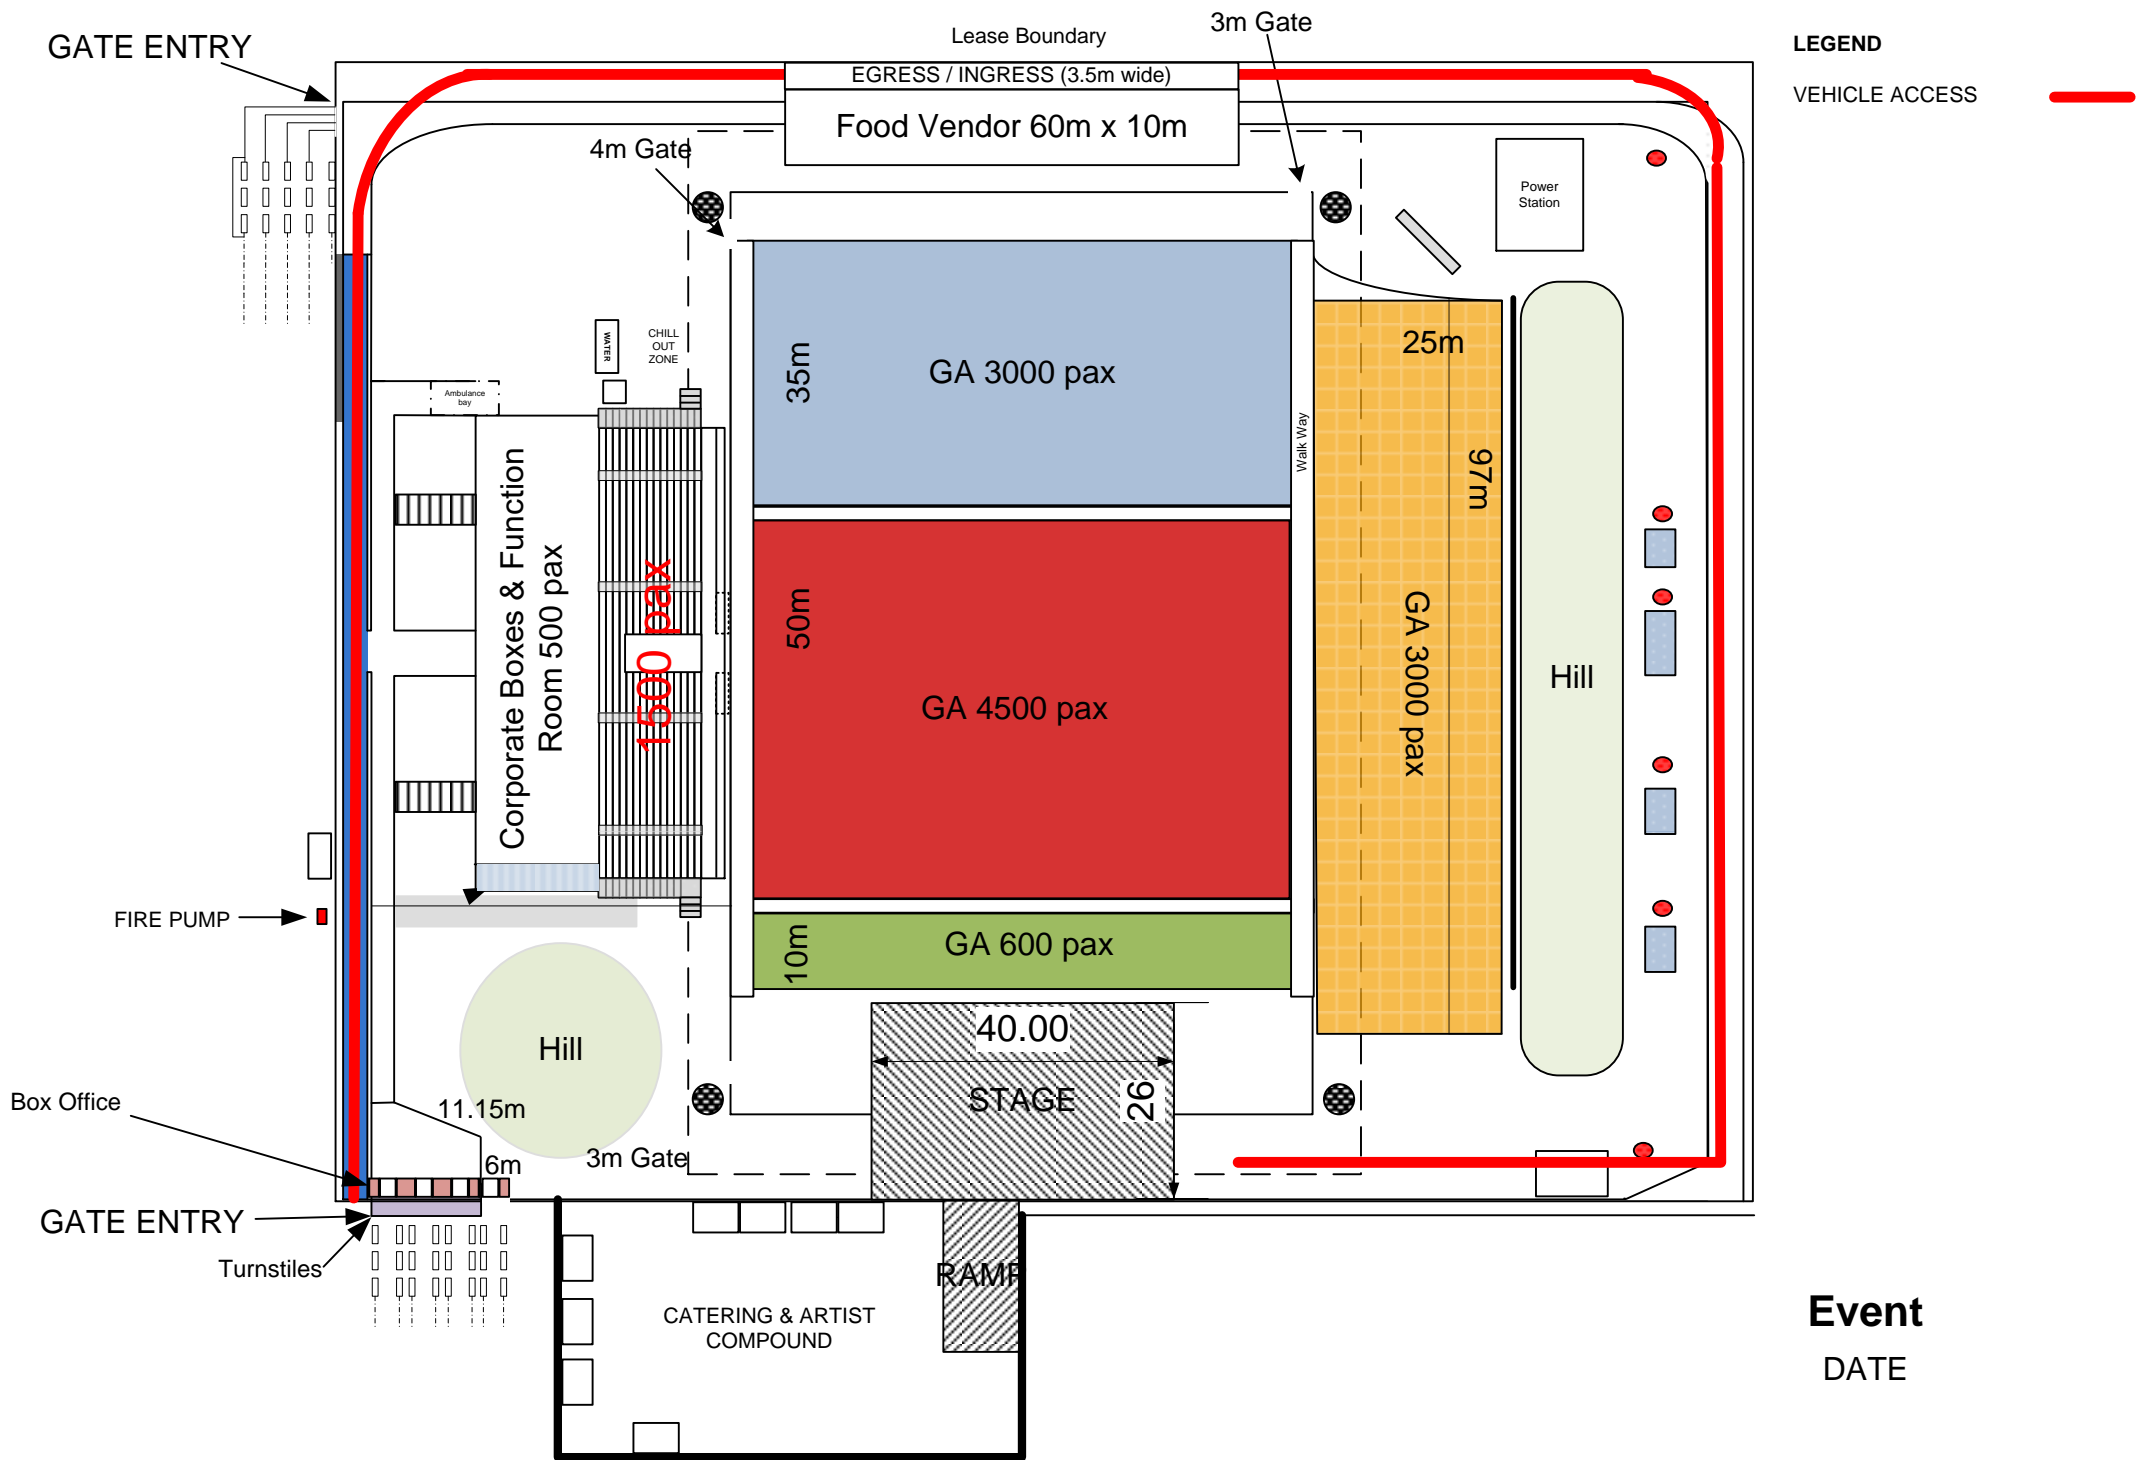 GATE ENTRY
Lease Boundary
3m Gate
LEGEND
EGRESS / INGRESS (3.5m wide)
VEHICLE ACCESS
Food Vendor 60m x 10m
4m Gate
Power
Station
WATER
CHILL
OUT
ZONE
35m
GA 3000 pax
25m
Ambulance
bay
Walk Way
97m
Corporate Boxes & Function
Room 500 pax
1500 pax
50m
GA 4500 pax
GA 3000 pax
Hill
FIRE PUMP
10m
GA 600 pax
40.00
Hill
STAGE
26
Box Office
11.15m
6m
3m Gate
GATE ENTRY
Turnstiles
RAMP
CATERING & ARTIST
COMPOUND
Event
DATE